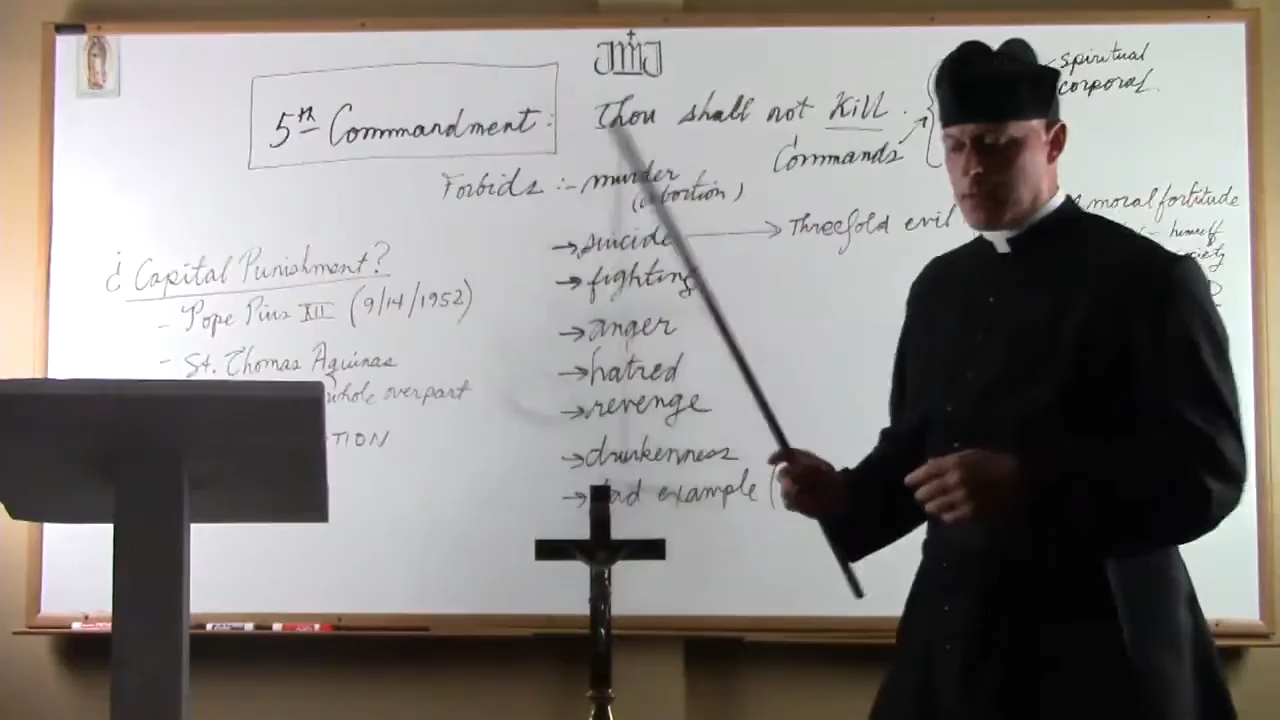 JMJ
5th Commandment:
Thou shall not Kill.
Commands
spiritual
corporal.
Forbids :- murder
(abortion)
→ suicide → Threefold evil
moral fortitude
himself
society
→ fighting
→ anger
→ hatred
→ revenge
→ drunkenness
→ bad example (
¿Capital Punishment?
- Pope Pius XII (9/14/1952)
- St. Thomas Aquinas
whole over part